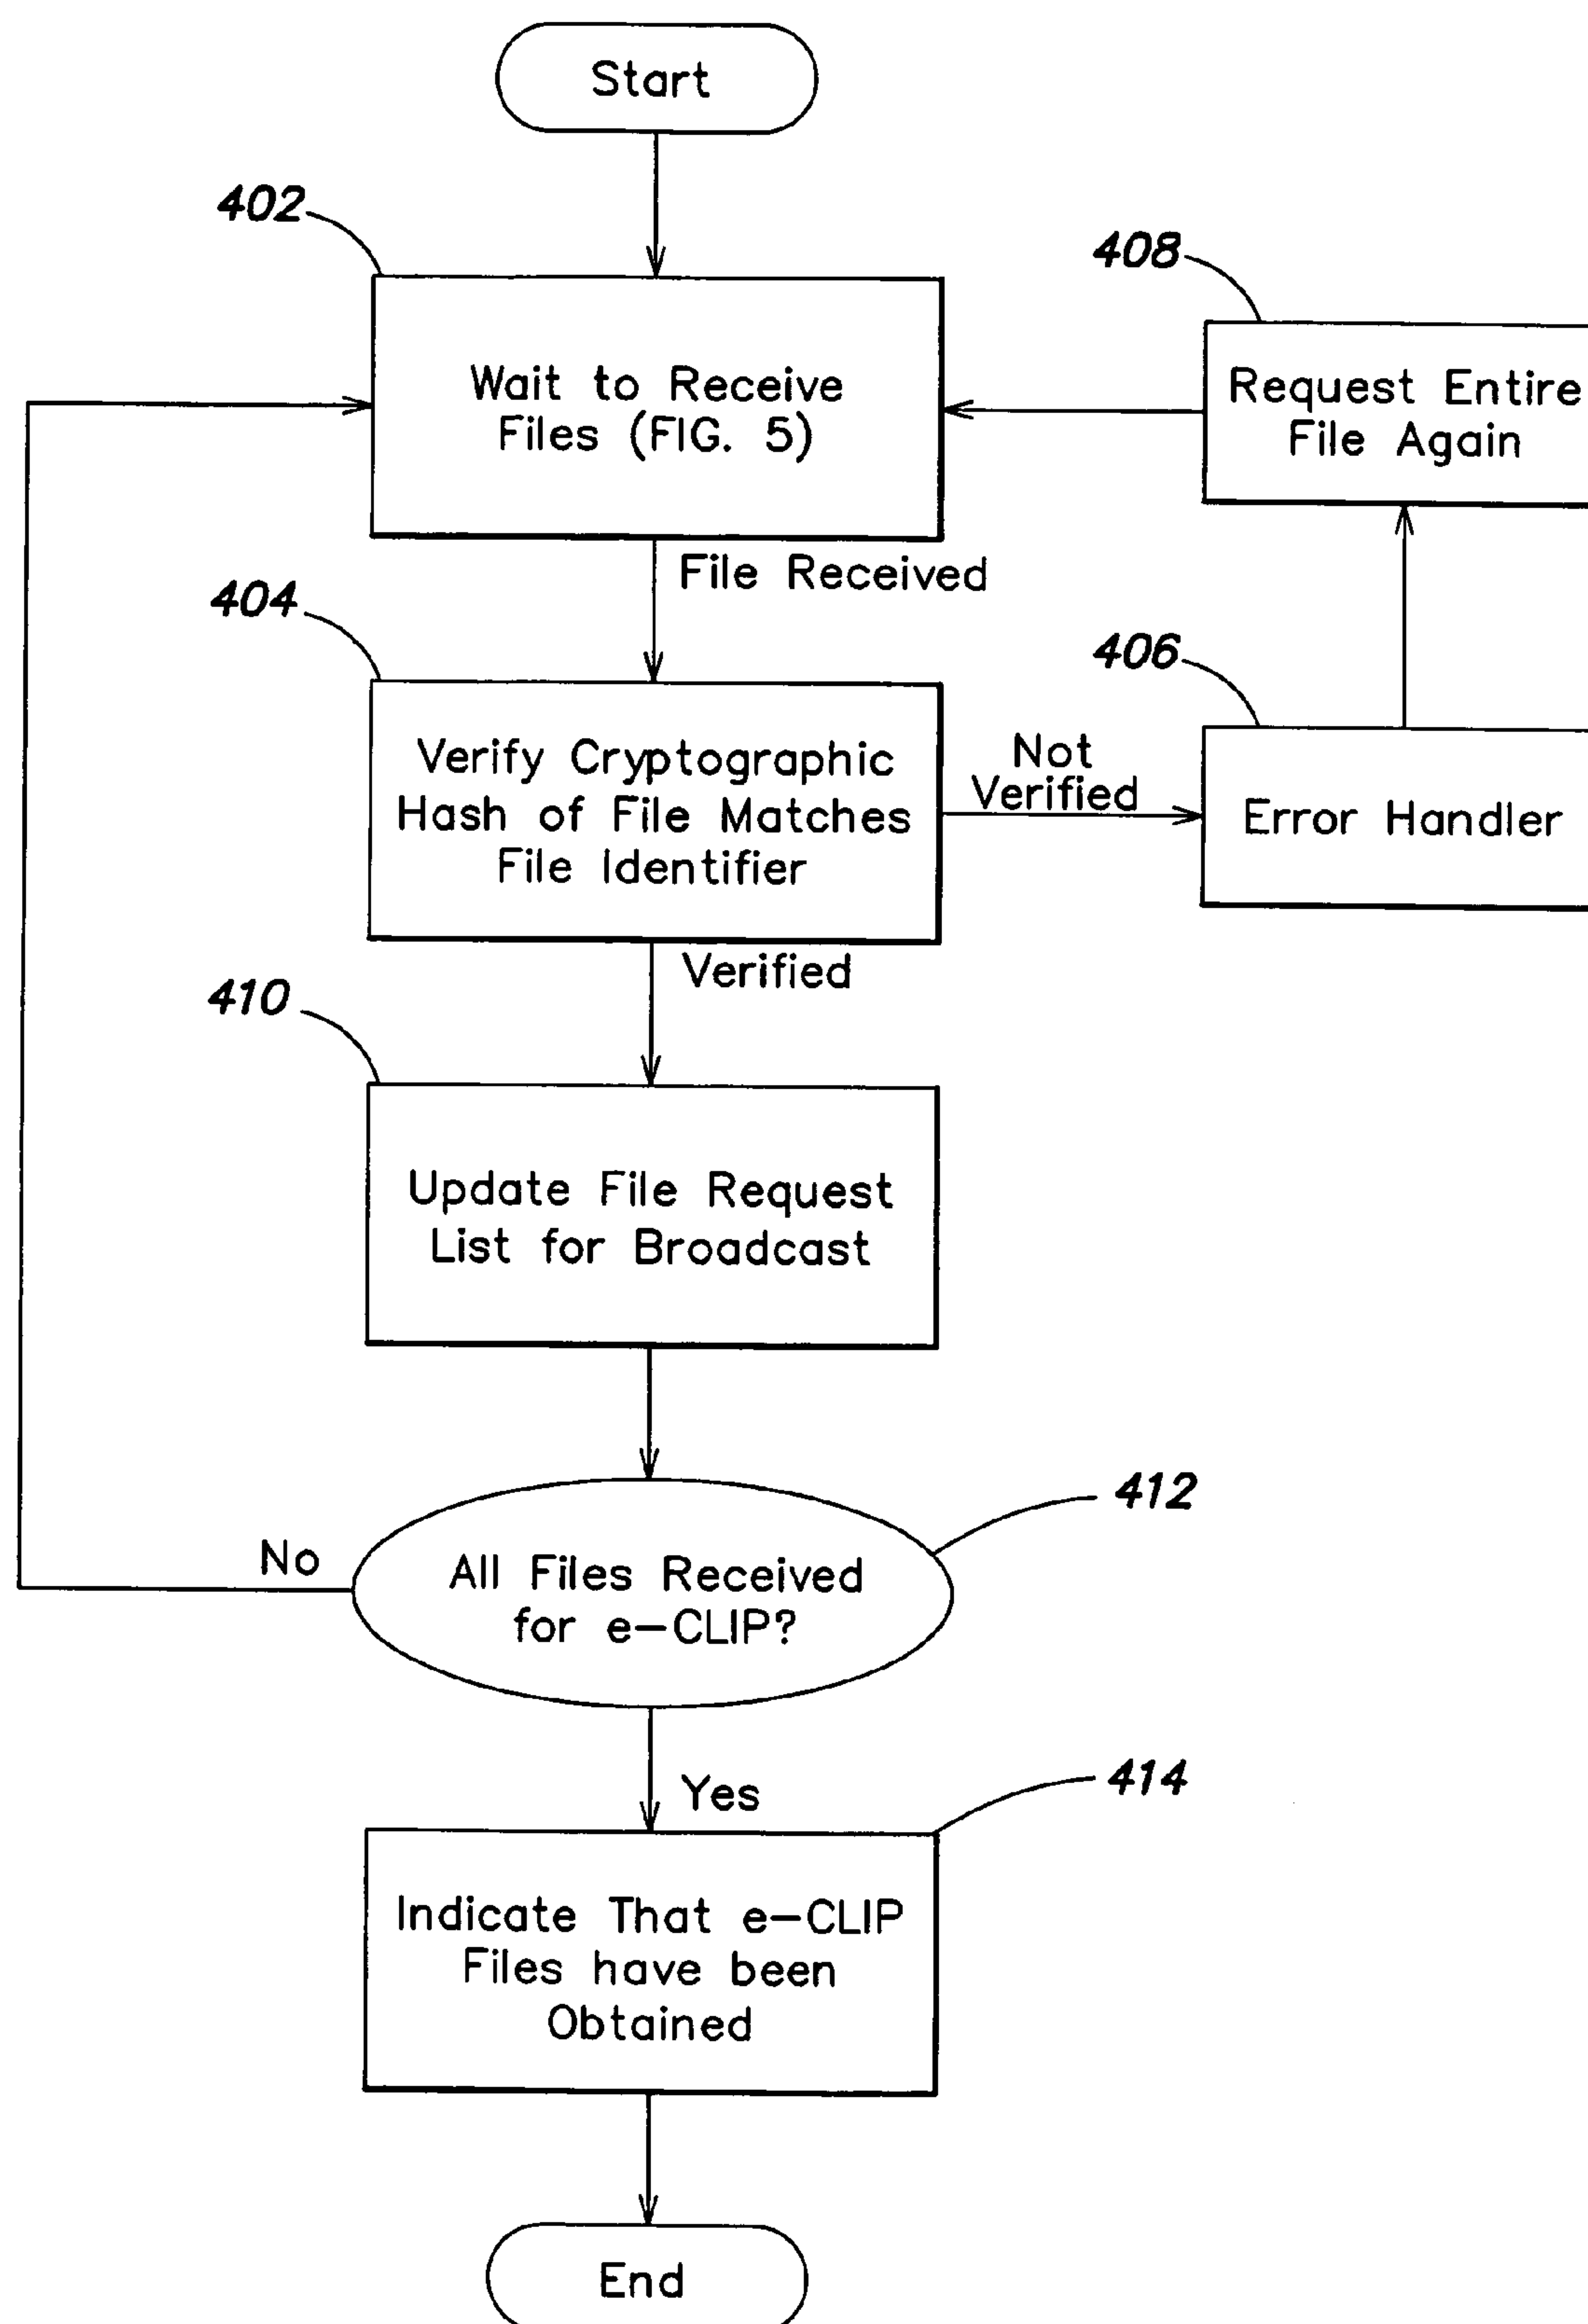 Start
402
Wait to Receive
Files (FIG. 5)
408
Request Entire
File Again
File Received
404
Verify Cryptographic
Hash of File Matches
File Identifier
Not
Verified
406
Error Handler
Verified
410
Update File Request
List for Broadcast
412
All Files Received
for e-CLIP?
No
Yes
414
Indicate That e-CLIP
Files have been
Obtained
End